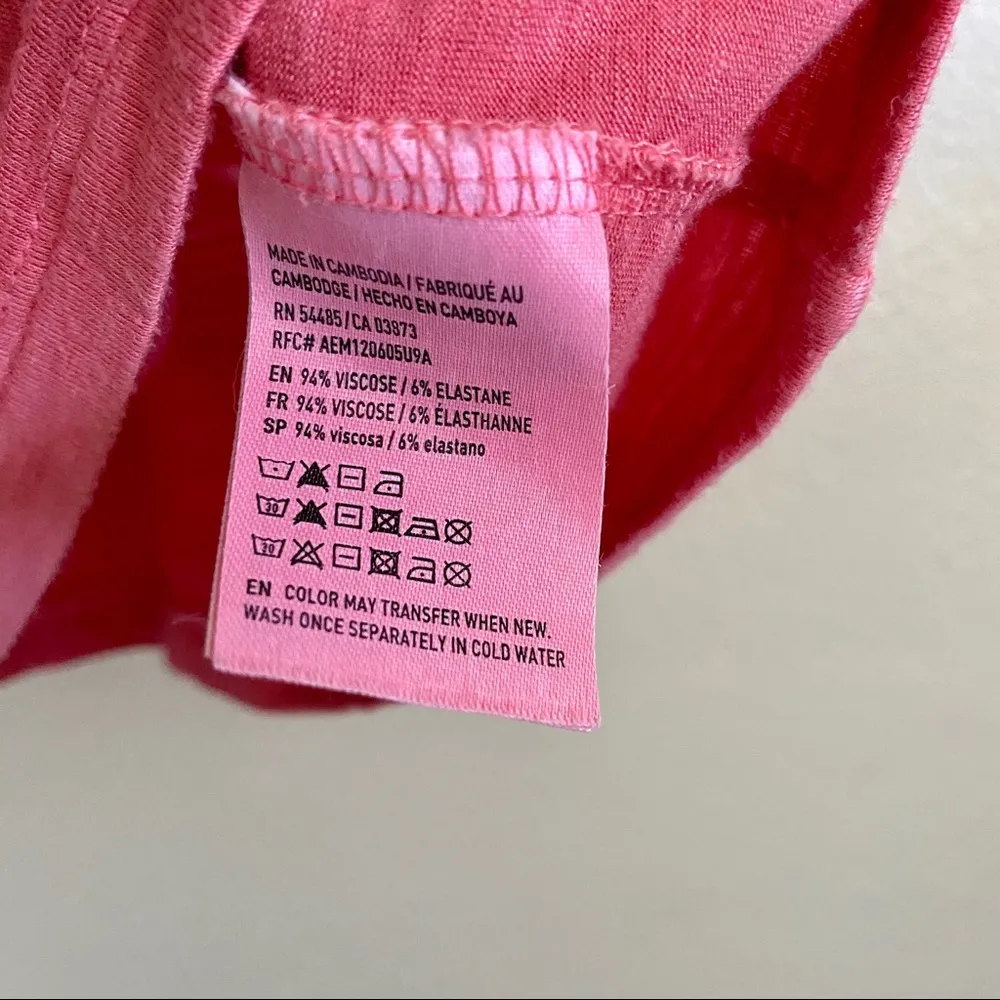 MADE IN CAMBODIA / FABRIQUÉ AU
CAMBODGE / HECHO EN CAMBOYA
RN 54485 / CA 03873
RFC# AEM120605U9A
EN 94% VISCOSE / 6% ELASTANE
FR 94% VISCOSE / 6% ÉLASTHANNE
SP 94% viscosa / 6% elastano
30
30
EN COLOR MAY TRANSFER WHEN NEW.
WASH ONCE SEPARATELY IN COLD WATER